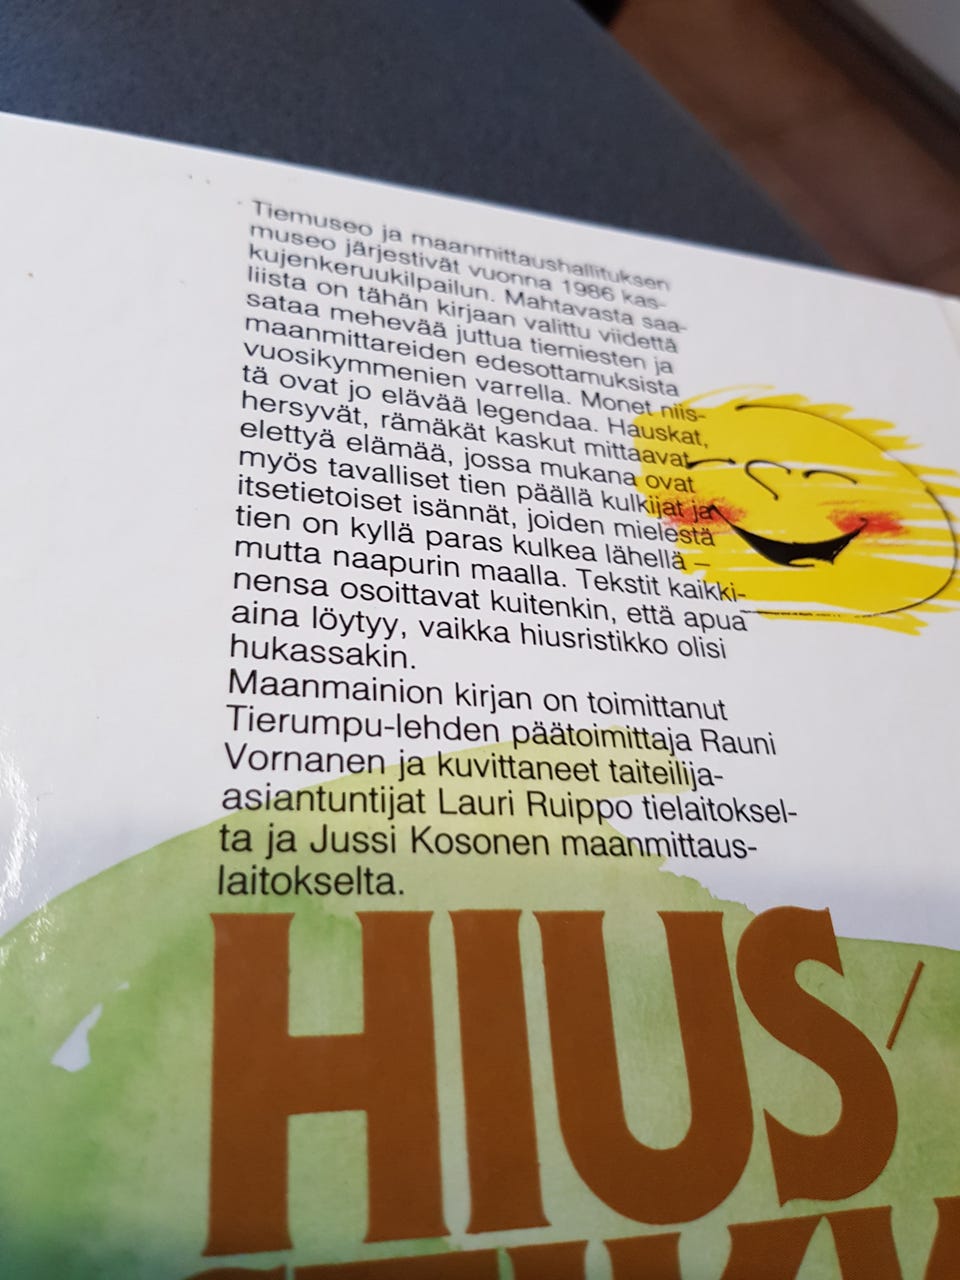 Tiemuseo ja maanmittaushallituksen
museo järjestivät vuonna 1986 kas-
kujenkeruukilpailun. Mahtavasta saa-
liista on tähän kirjaan valittu viidettä
sataa mehevää juttua tiemiesten ja
maanmittareiden edesottamuksista
vuosikymmenien varrella. Monet niis-
tä ovat jo elävää legendaa. Hauskat,
hersyvät, rämäkät kaskut mittaavat
elettyä elämää, jossa mukana ovat
myös tavalliset tien päällä kulkijat ja
itsetietoiset isännät, joiden mielestä
tien on kyllä paras kulkea lähellä –
mutta naapurin maalla. Tekstit kaikki-
nensa osoittavat kuitenkin, että apua
aina löytyy, vaikka hiusristikko olisi
hukassakin.
Maanmainion kirjan on toimittanut
Tierumpu-lehden päätoimittaja Rauni
Vornanen ja kuvittaneet taiteilija-
asiantuntijat Lauri Ruippo tielaitoksel-
ta ja Jussi Kosonen maanmittaus-
laitokselta.
HIUS